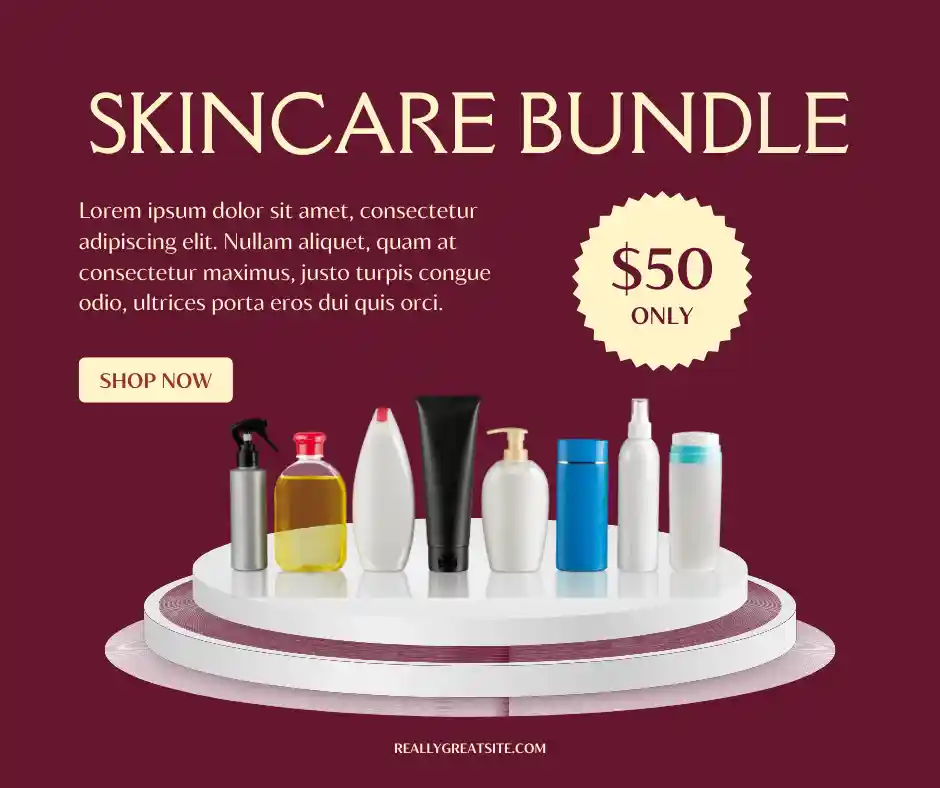 SKINCARE BUNDLE
Lorem ipsum dolor sit amet, consectetur
adipiscing elit. Nullam aliquet, quam at
consectetur maximus, justo turpis congue
odio, ultrices porta eros dui quis orci.
$50
ONLY
SHOP NOW
REALLYGREATSITE.COM